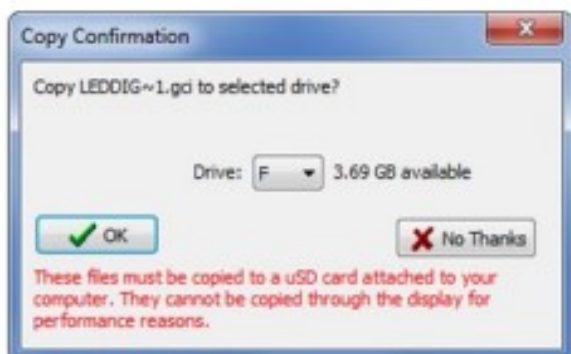 Copy Confirmation
Copy LEDDIG~1.gci to selected drive?
Drive: F 3.69 GB available
OK No Thanks
These files must be copied to a uSD card attached to your
computer. They cannot be copied through the display for
performance reasons.